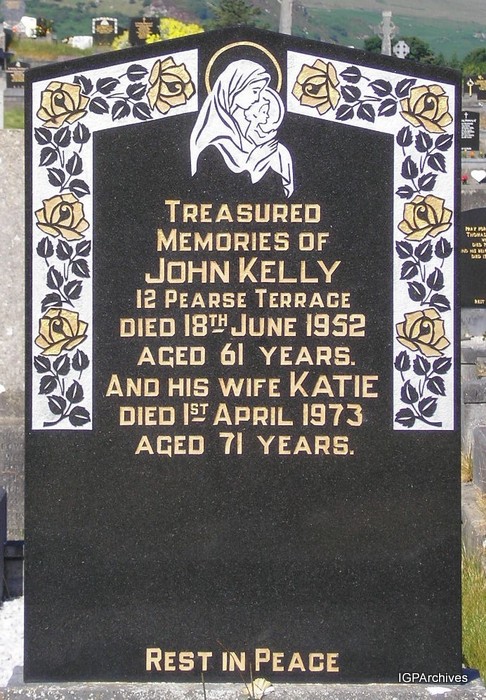 TREASURED
MEMORIES OF
JOHN KELLY
12 PEARSE TERRACE
DIED 18TH JUNE 1952
AGED 61 YEARS.
AND HIS WIFE KATIE
DIED 1ST APRIL 1973
AGED 71 YEARS.
REST IN PEACE
IGPArchives